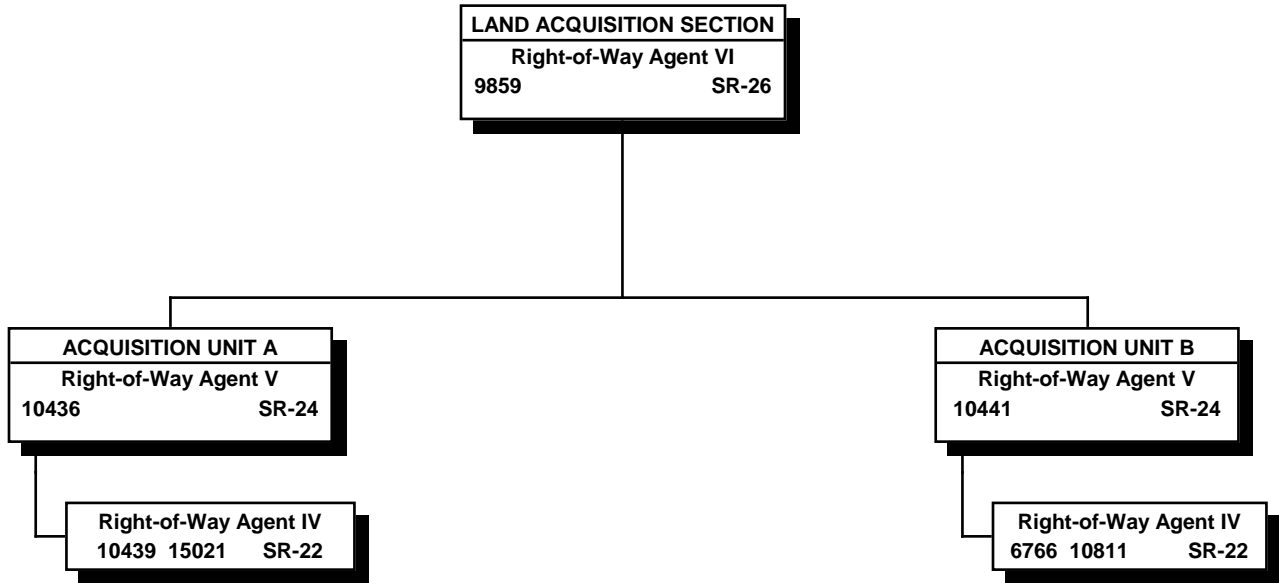 LAND ACQUISITION SECTION
Right-of-Way Agent VI
9859 SR-26
ACQUISITION UNIT A
Right-of-Way Agent V
10436 SR-24
Right-of-Way Agent IV
10439 15021 SR-22
ACQUISITION UNIT B
Right-of-Way Agent V
10441 SR-24
Right-of-Way Agent IV
6766 10811 SR-22